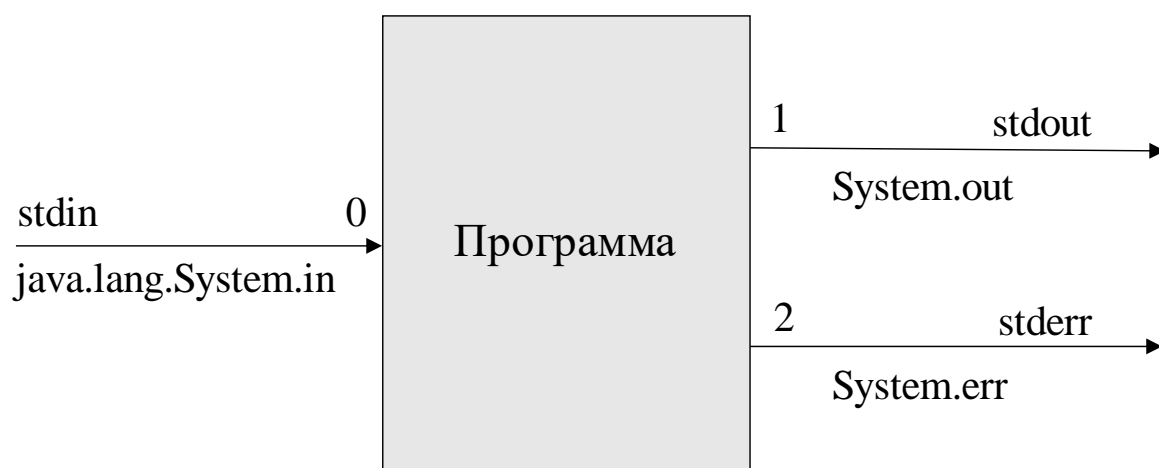 stdin 0
java.lang.System.in
Программа
1 stdout
System.out
2 stderr
System.err